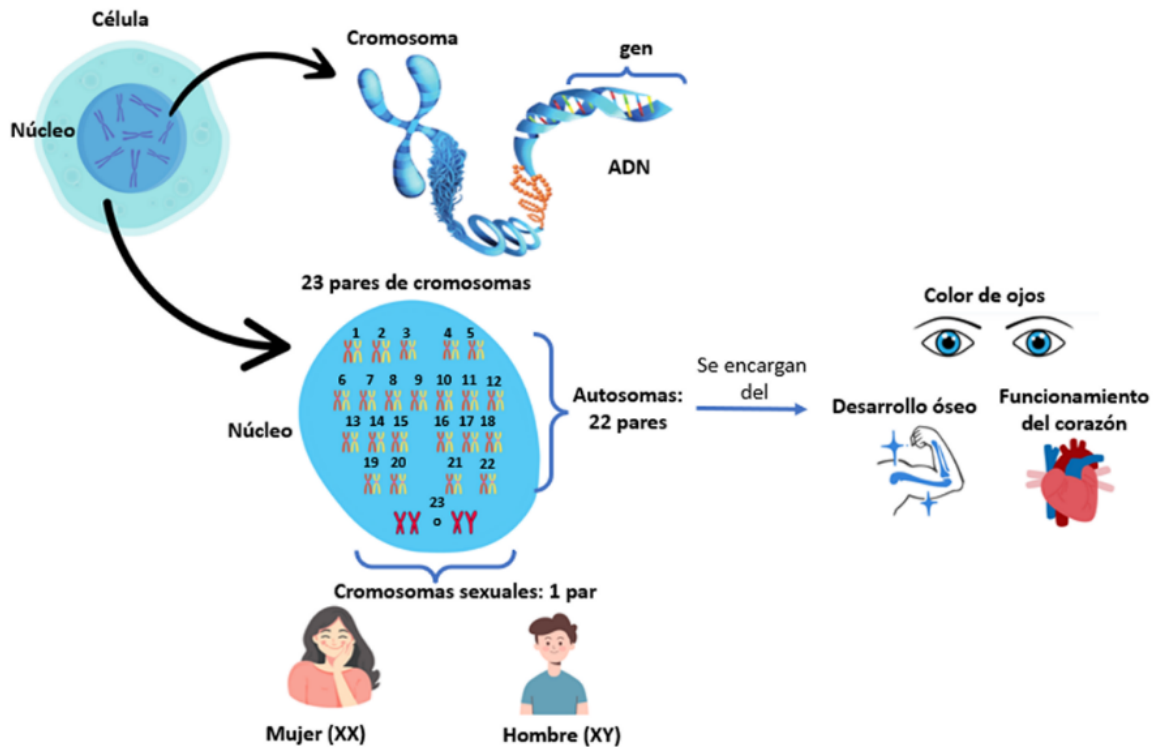 Célula
Núcleo
Cromosoma
gen
ADN
23 pares de cromosomas
1 2 3 4 5
6 7 8 9 10 11 12
13 14 15 16 17 18
19 20 21 22
23
XX o XY
Núcleo
Autosomas:
22 pares
Se encargan
del
Color de ojos
Desarrollo óseo
Funcionamiento
del corazón
Cromosomas sexuales: 1 par
Mujer (XX)
Hombre (XY)